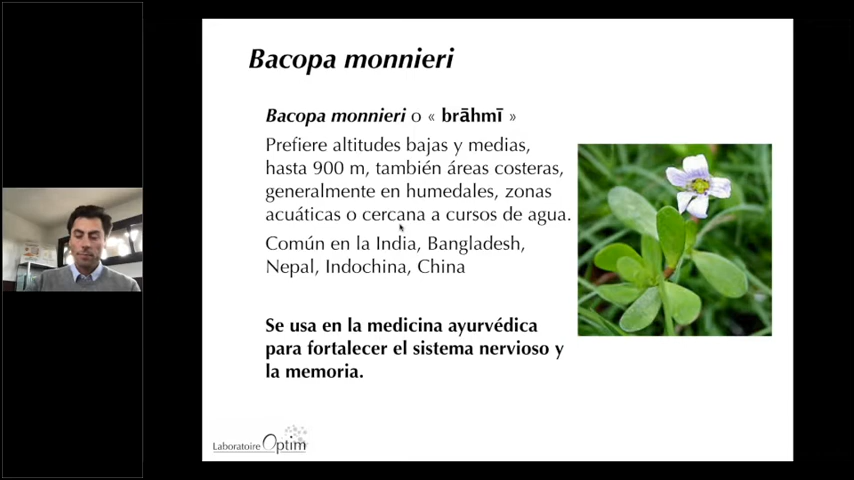 Bacopa monnieri
Bacopa monnieri o « brāhmī »
Prefiere altitudes bajas y medias,
hasta 900 m, también áreas costeras,
generalmente en humedales, zonas
acuáticas o cercana a cursos de agua.
Común en la India, Bangladesh,
Nepal, Indochina, China
Se usa en la medicina ayurvédica
para fortalecer el sistema nervioso y
la memoria.
Laboratoire Optim